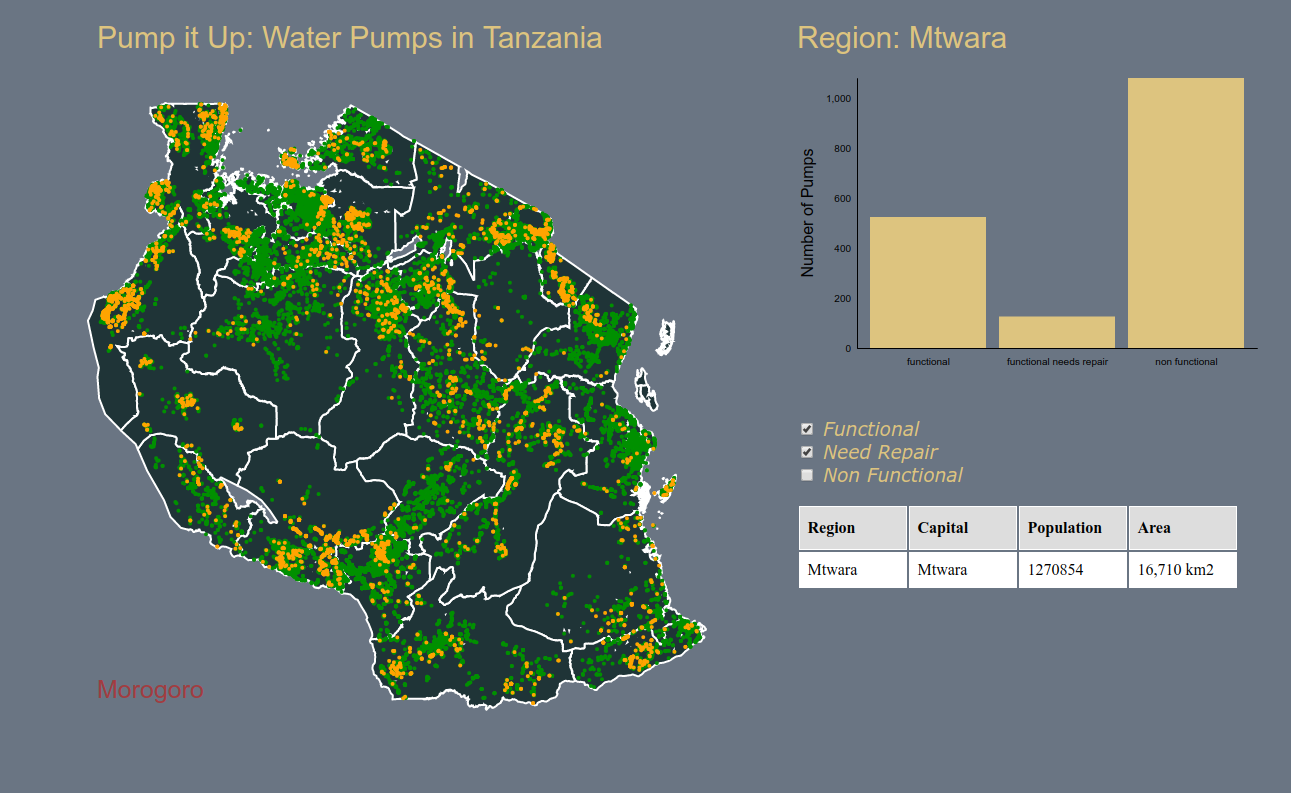 Pump it Up: Water Pumps in Tanzania
Region: Mtwara
Number of Pumps
1,000
800
600
400
200
0
functional
functional needs repair
non functional
Functional
Need Repair
Non Functional
Region Capital Population Area
Mtwara Mtwara 1270854 16,710 km2
Morogoro